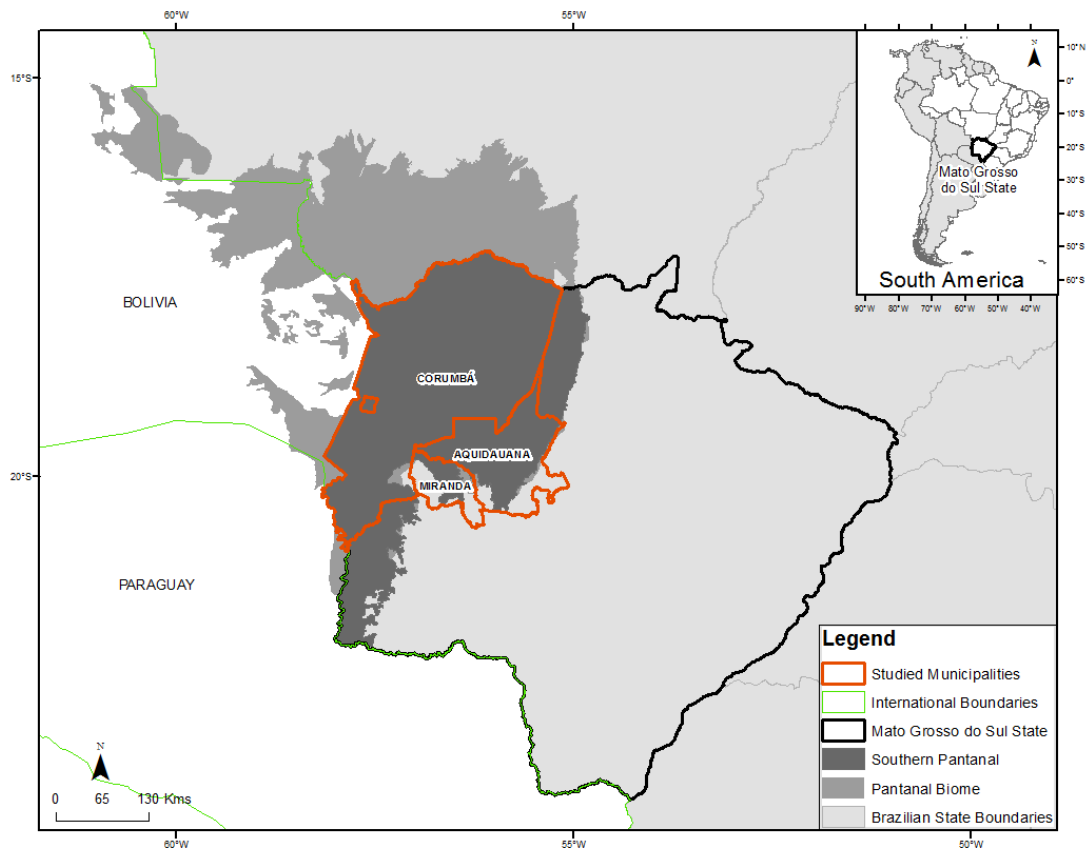 60°W
55°W
15°S
20°S
BOLIVIA
PARAGUAY
CORUMBÁ
AQUIDAUANA
MIRANDA
N
0 65 130 Kms
60°W
55°W
50°W
N
10°N
0°
10°S
20°S
30°S
40°S
50°S
60°S
Mato Grosso
do Sul State
South America
90°W 70°W 60°W 50°W 40°W
Legend
Studied Municipalities
International Boundaries
Mato Grosso do Sul State
Southern Pantanal
Pantanal Biome
Brazilian State Boundaries